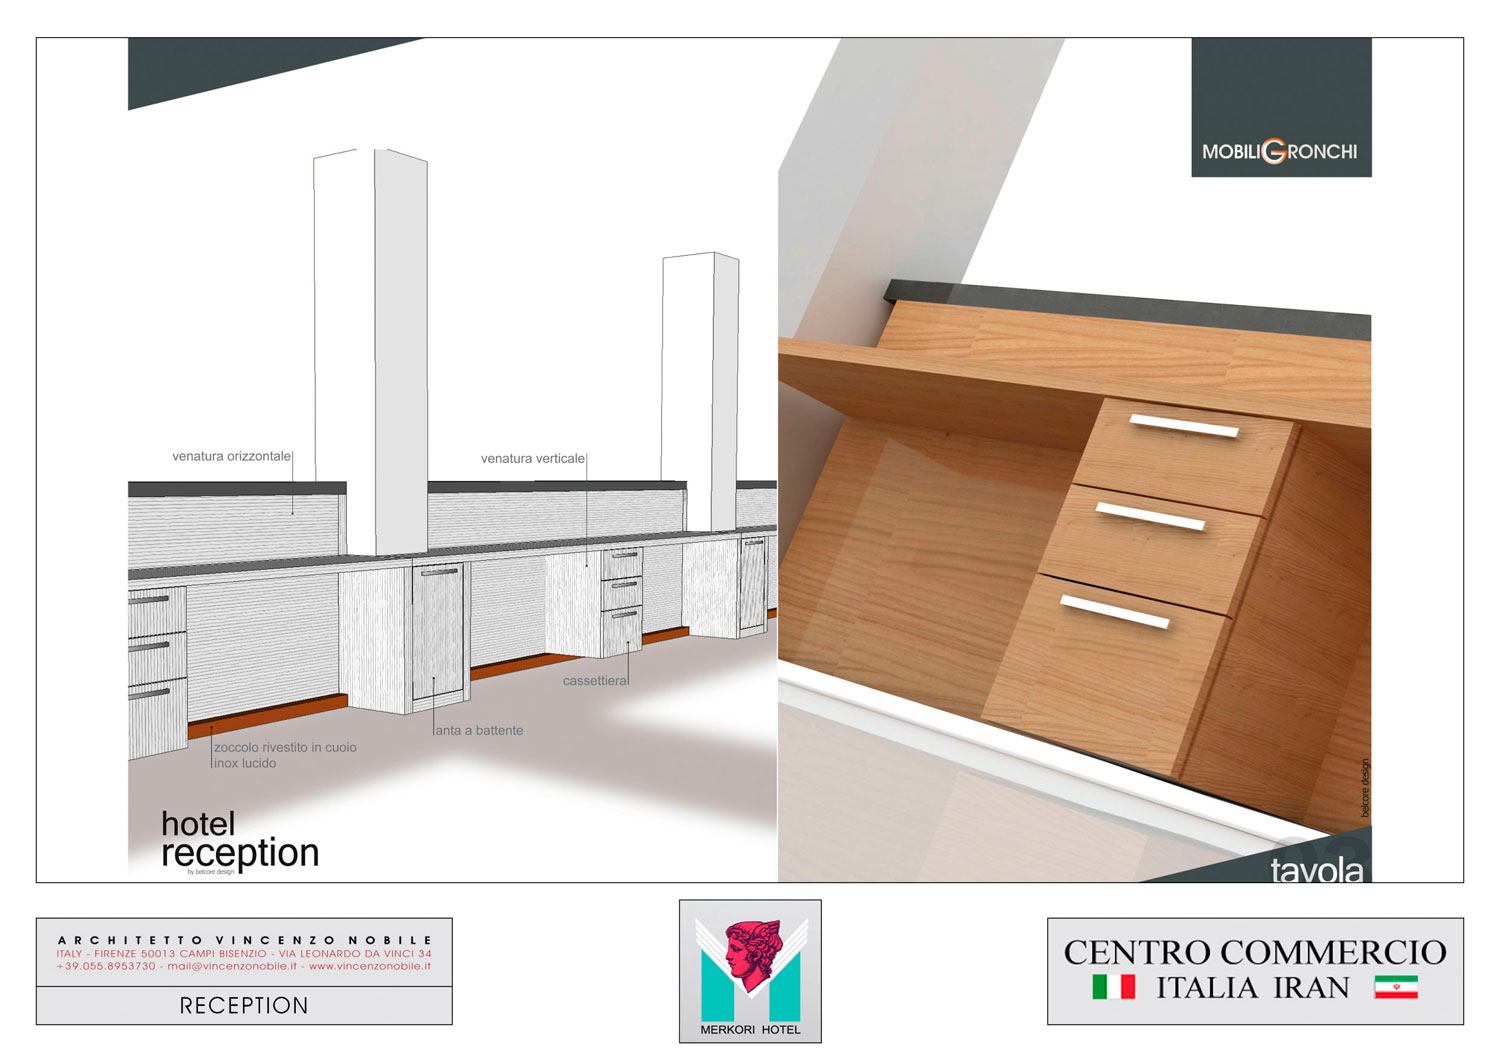 MOBILIGRONCHI
venatura orizzontale
venatura verticale
cassettiera
anta a battente
zoccolo rivestito in cuoio
inox lucido
hotel
reception
by belcore design
belcore design
tavola
ARCHITETTO VINCENZO NOBILE
ITALY - FIRENZE 50013 CAMPI BISENZIO - VIA LEONARDO DA VINCI 34
+39.055.8953730 - mail@vincenzonobile.it - www.vincenzonobile.it
RECEPTION
MERKORI HOTEL
CENTRO COMMERCIO
ITALIA IRAN